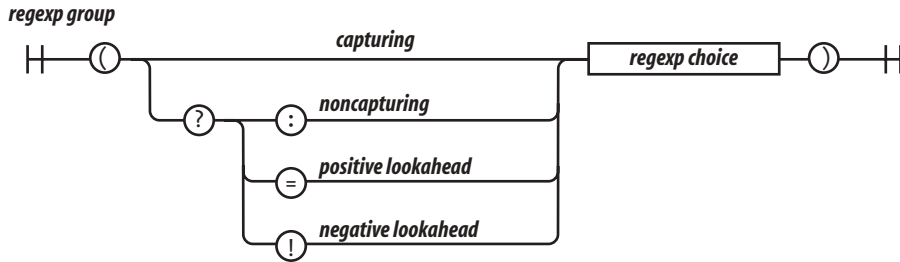 regexp group
capturing
( regexp choice )
? : noncapturing
= positive lookahead
! negative lookahead